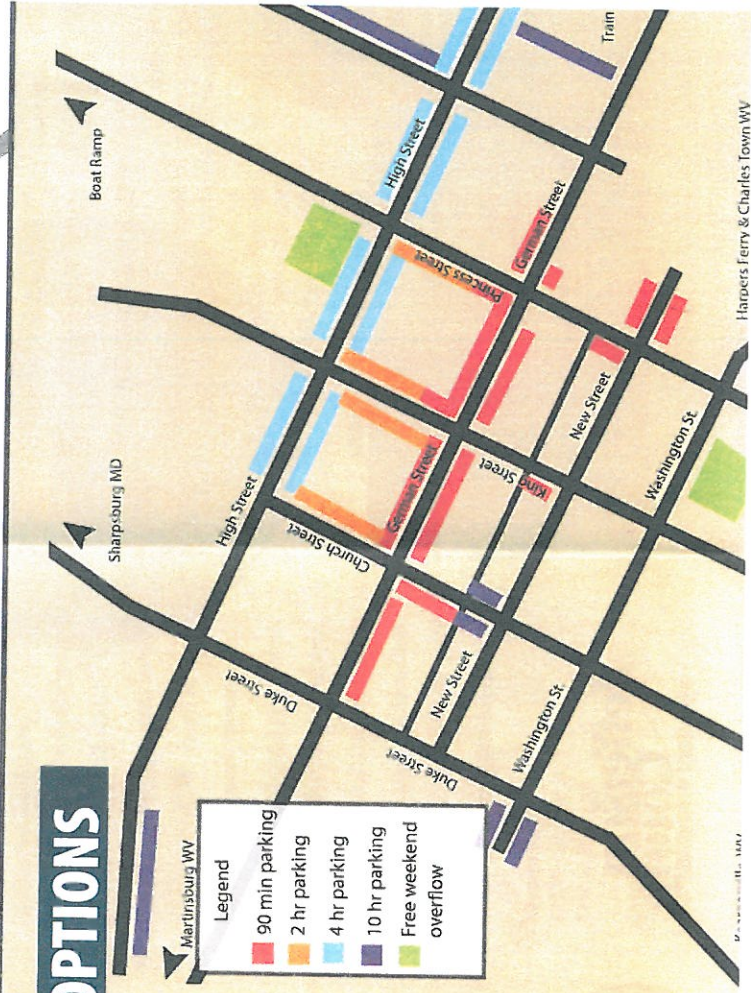 OPTIONS
Boat Ramp
Sharpsburg MD
Martinsburg WV
Train
High Street
High Street
German Street
German Street
Princess Street
King Street
Church Street
Duke Street
Duke Street
New Street
New Street
Washington St.
Washington St.
Harpers Ferry & Charles Town WV
Legend
90 min parking
2 hr parking
4 hr parking
10 hr parking
Free weekend
overflow